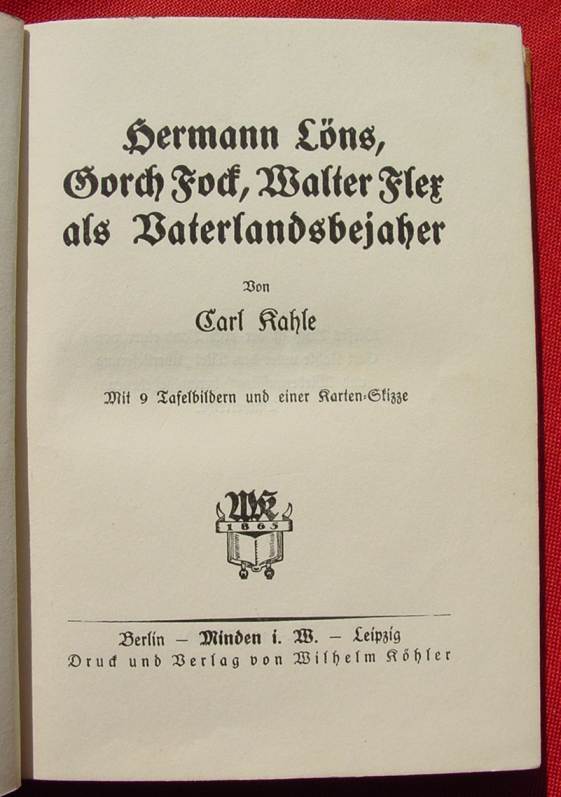 Hermann Löns,
Gorch Fock, Walter Flex
als Vaterlandsbejaher
Von
Carl Kahle
Mit 9 Tafelbildern und einer Karten-Skizze
WK
1865
Berlin – Minden i. W. – Leipzig
Druck und Verlag von Wilhelm Köhler